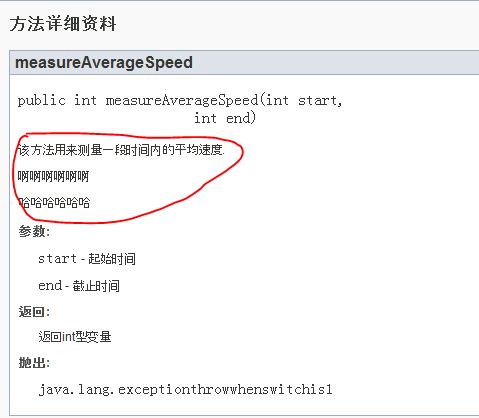 方法详细资料
measureAverageSpeed
public int measureAverageSpeed(int start,
int end)
该方法用来测量一段时间内的平均速度.
啊啊啊啊啊啊
哈哈哈哈哈哈
参数:
start - 起始时间
end - 截止时间
返回:
返回int型变量
抛出:
java.lang.exceptionthrowwhenswitchis1